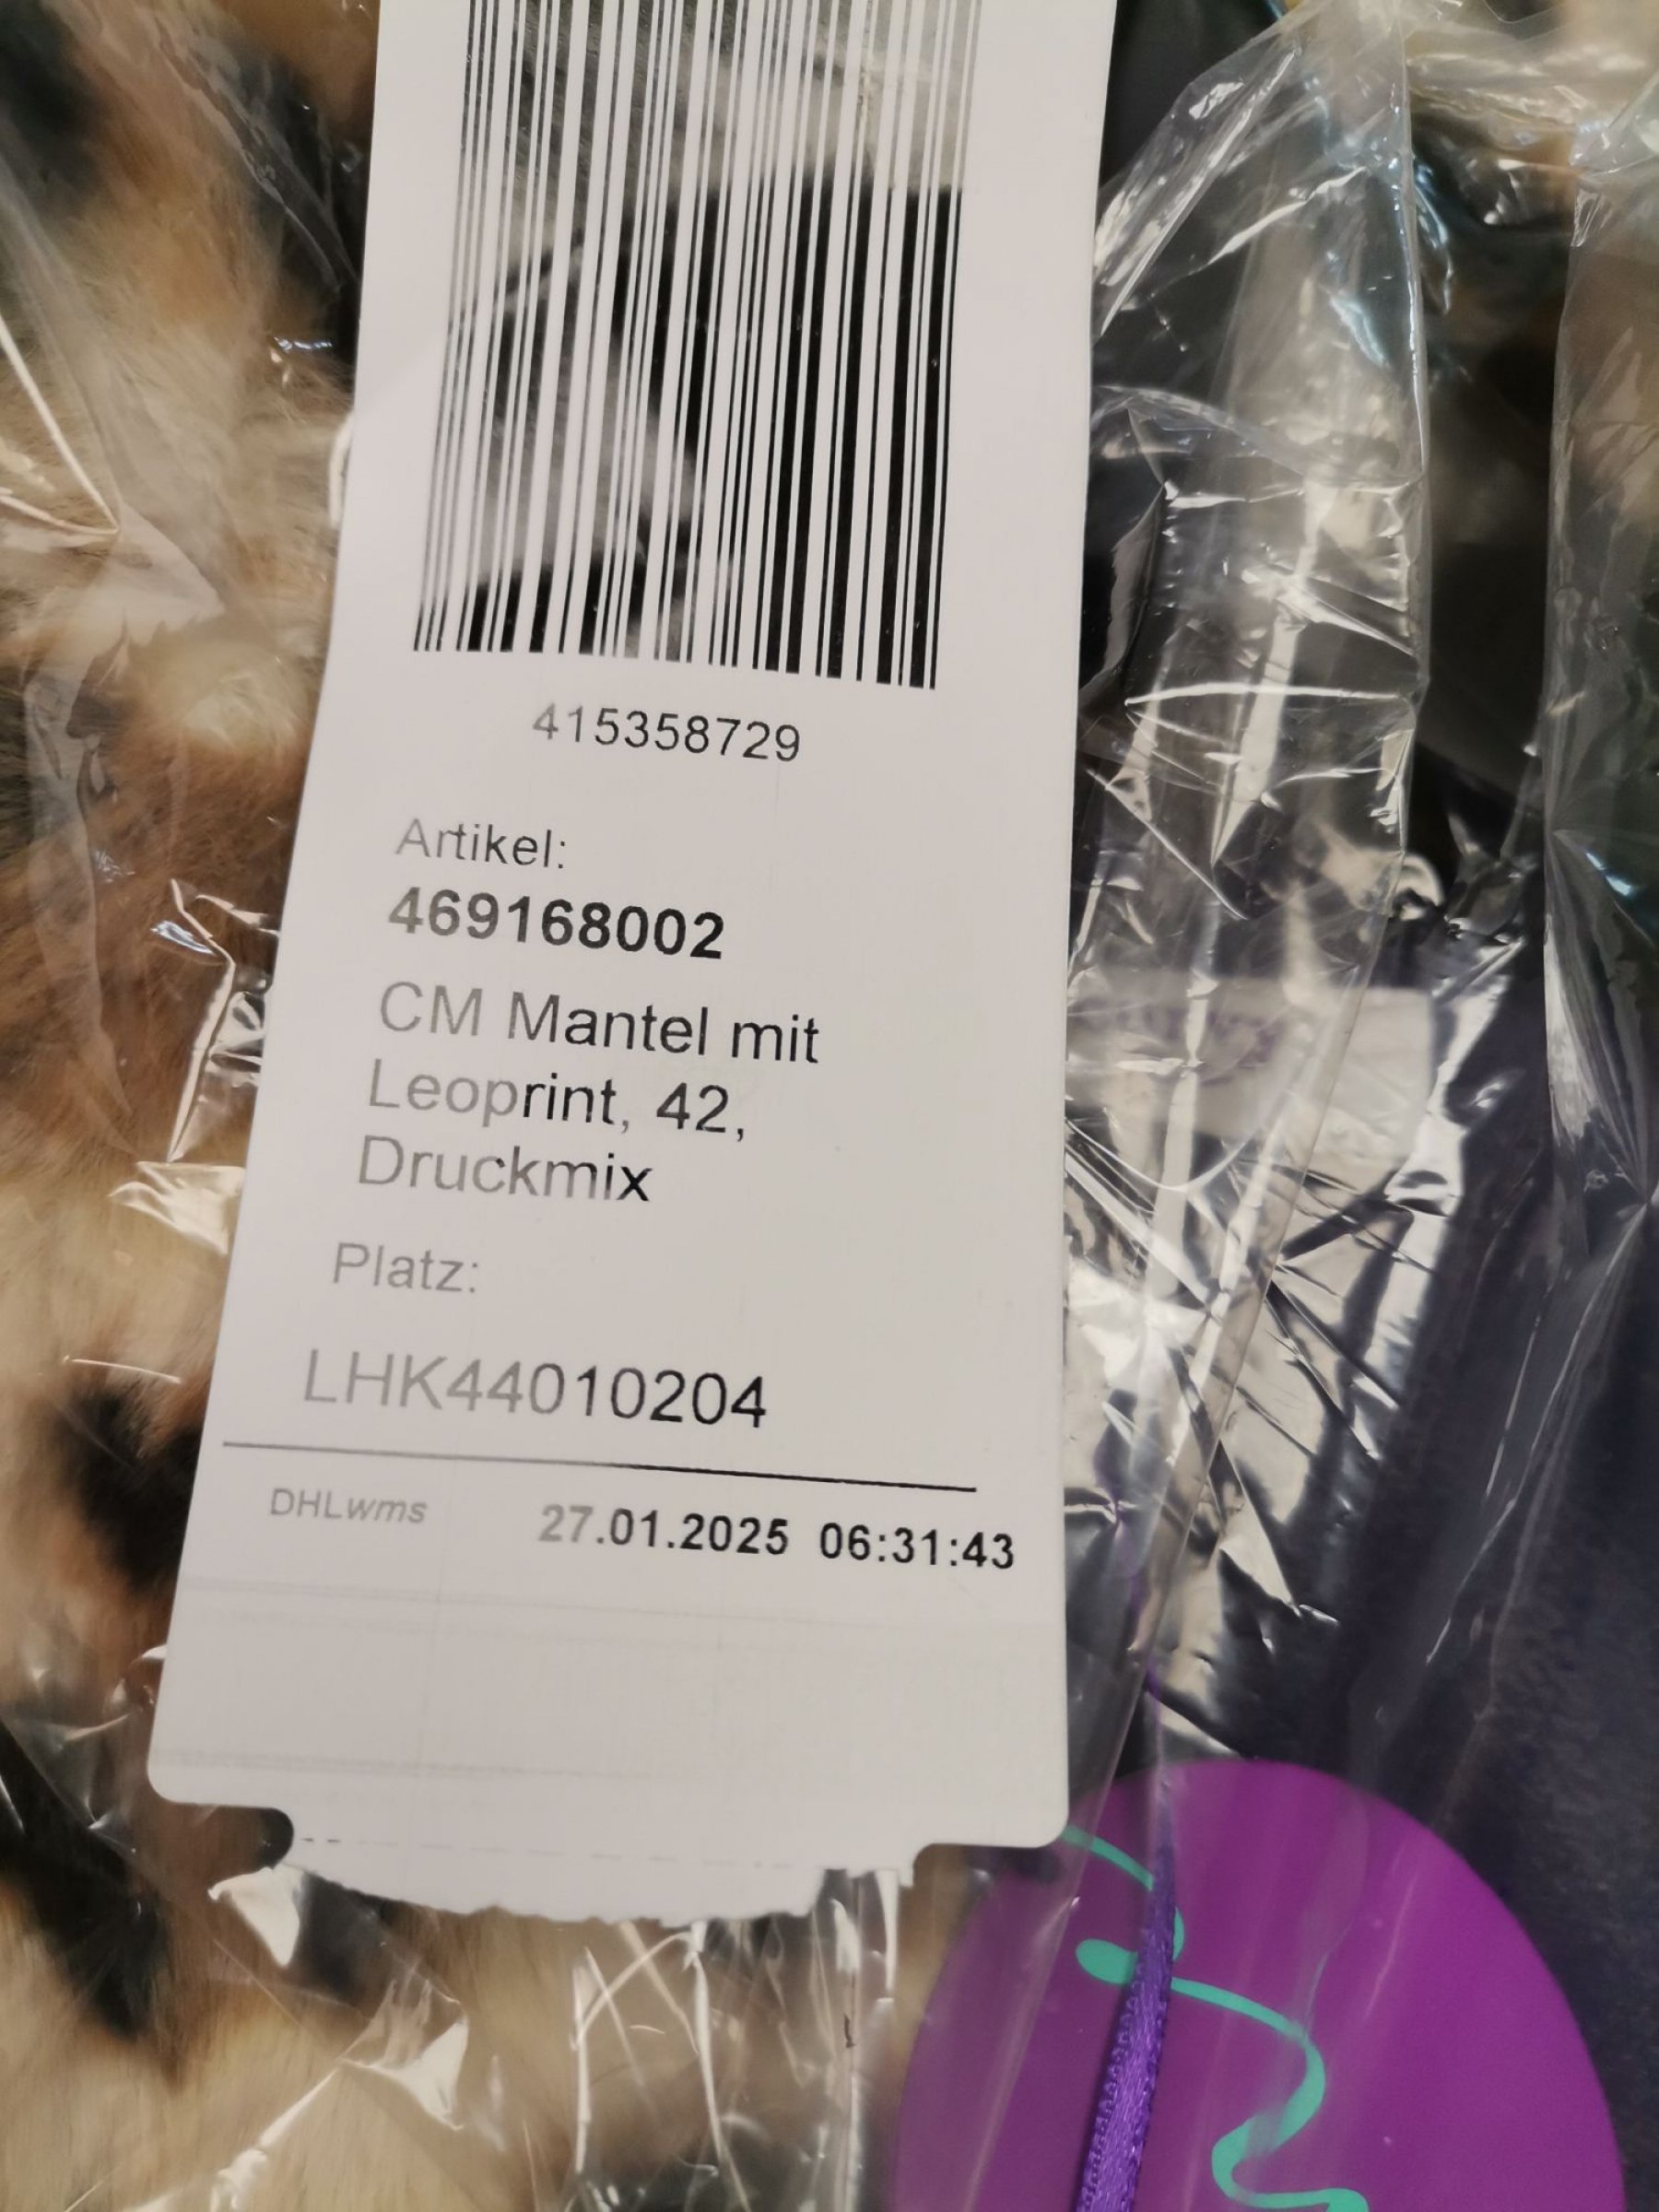 415358729
Artikel:
469168002
CM Mantel mit
Leoprint, 42,
Druckmix
Platz:
LHK44010204
DHLwms 27.01.2025 06:31:43